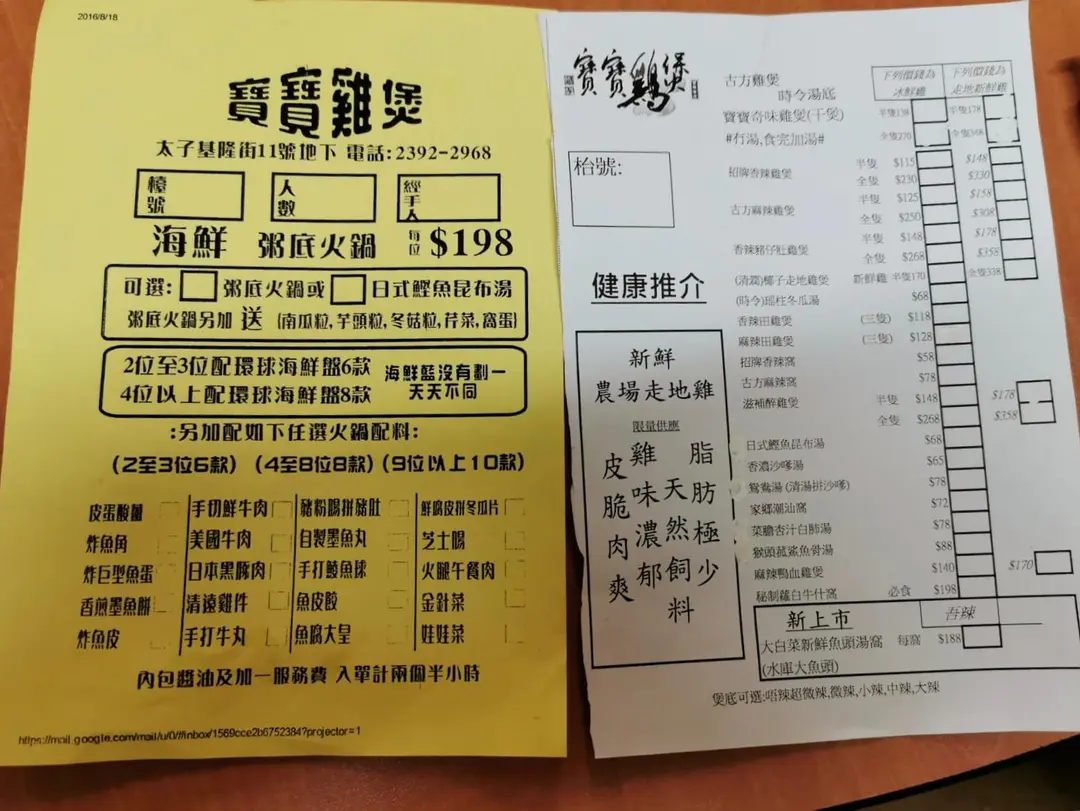 2016/8/18
寶寶雞煲
太子基隆街11號地下 電話:2392-2968
檯號
人數
經手人
海鮮 粥底火鍋 每位 $198
可選: 粥底火鍋或 日式鰹魚昆布湯
粥底火鍋另加 送 (南瓜粒,芋頭粒,冬菇粒,芹菜,窩蛋)
2位至3位配環球海鮮盤6款
4位以上配環球海鮮盤8款
海鮮籃沒有劃一
天天不同
:另加配如下任選火鍋配料:
(2至3位6款) (4至8位8款) (9位以上10款)
皮蛋酸薑 手切鮮牛肉 豬粉腸拼豬肚 鮮腐皮拼冬瓜片
炸魚角 美國牛肉 自製墨魚丸 芝士腸
炸巨型魚蛋 日本黑豚肉 手打鯪魚球 火腿午餐肉
香煎墨魚餅 清遠雞件 魚皮餃 金針菜
炸魚皮 手打牛丸 魚腐大皇 娃娃菜
內包醬油及加一服務費 入單計兩個半小時
https://mail.google.com/mail/u/0/#inbox/1569cce2b6752384?projector=1
寶寶鷄煲
枱號:
健康推介
新鮮
農場走地雞
限量供應
雞味濃郁
皮脆肉爽
脂肪極少
天然飼料
下列價錢為
冰鮮雞
下列價錢為
走地新鮮雞
古方雞煲
時令湯底
寶寶奇味雞煲(干煲) 半隻138 半隻178
#冇湯,食完加湯# 全隻270 全隻348
招牌香辣雞煲 半隻 $115 $148
全隻 $230 $330
古方麻辣雞煲 半隻 $125 $158
全隻 $250 $308
香辣豬仔肚雞煲 半隻 $148 $178
全隻 $268 $358
(清潤)椰子走地雞煲 新鮮雞 半隻170 全隻338
(時令)瑶柱冬瓜湯 $68
香辣田雞煲 (三隻) $118
麻辣田雞煲 (三隻) $128
招牌香辣窩 $58
古方麻辣窩 $78
滋補醉雞煲 半隻 $148 $178
全隻 $268 $358
日式鰹魚昆布湯 $68
香濃沙嗲湯 $65
鴛鴦湯 (清湯拼沙嗲) $78
家鄉潮汕窩 $72
菜膽杏汁白肺湯 $78
猴頭菰鯊魚骨湯 $88
麻辣鴨血雞煲 $140 $170
秘制蘿白牛什窩 必食 $198
新上市 吾辣
大白菜新鮮魚頭湯窩 每窩 $188
(水庫大魚頭)
煲底可選:唔辣超微辣,微辣,小辣,中辣,大辣